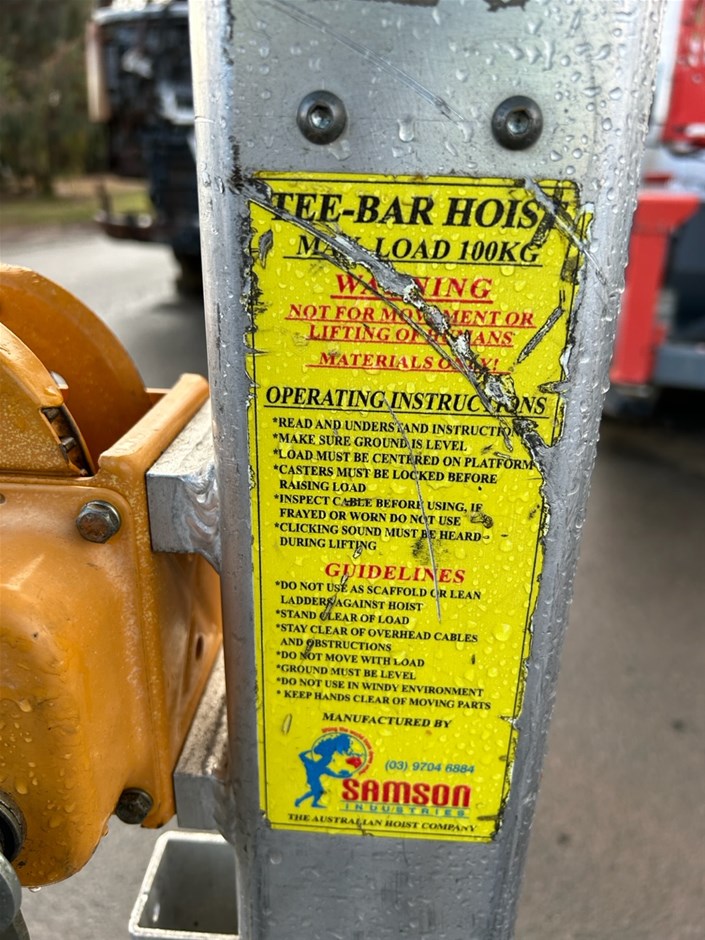 TEE-BAR HOIST
MAX. LOAD 100KG
WARNING
NOT FOR MOVEMENT OR
LIFTING OF HUMANS
MATERIALS ONLY!
OPERATING INSTRUCTIONS
*READ AND UNDERSTAND INSTRUCTIONS
*MAKE SURE GROUND IS LEVEL
*LOAD MUST BE CENTERED ON PLATFORM
*CASTERS MUST BE LOCKED BEFORE
RAISING LOAD
*INSPECT CABLE BEFORE USING, IF
FRAYED OR WORN DO NOT USE
*CLICKING SOUND MUST BE HEARD
DURING LIFTING
GUIDELINES
*DO NOT USE AS SCAFFOLD OR LEAN
LADDERS AGAINST HOIST
*STAND CLEAR OF LOAD
*STAY CLEAR OF OVERHEAD CABLES
AND OBSTRUCTIONS
*DO NOT MOVE WITH LOAD
*GROUND MUST BE LEVEL
*DO NOT USE IN WINDY ENVIRONMENT
* KEEP HANDS CLEAR OF MOVING PARTS
MANUFACTURED BY
(03) 9704 6884
SAMSON
INDUSTRIES
THE AUSTRALIAN HOIST COMPANY